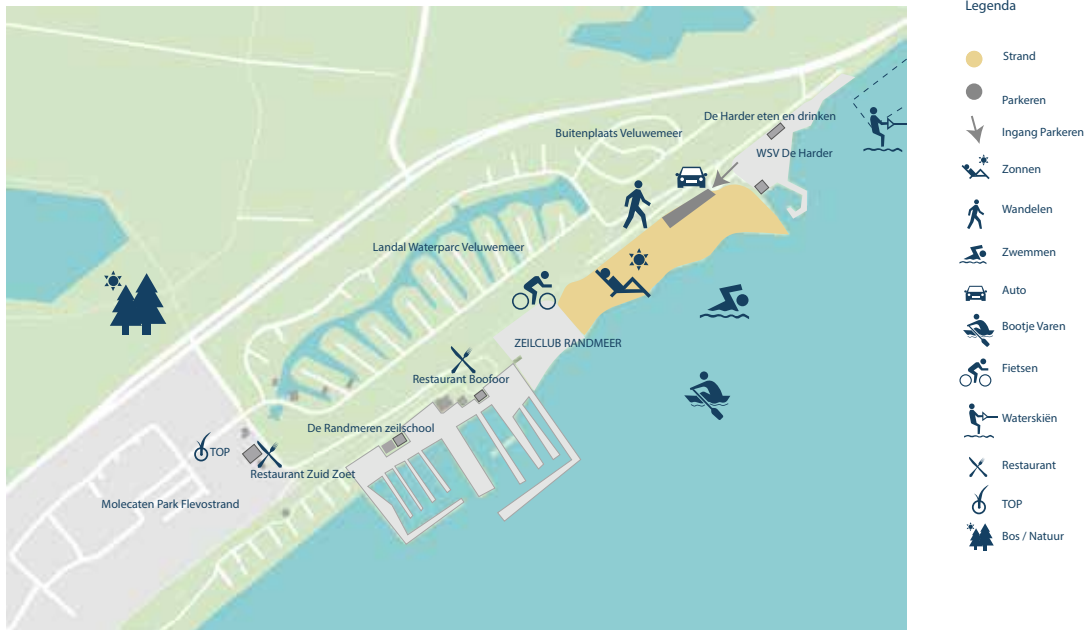 De Harder eten en drinken
Buitenplaats Veluwemeer
WSV De Harder
Landal Waterparc Veluwemeer
ZEILCLUB RANDMEER
Restaurant Boofoor
De Randmeren zeilschool
TOP
Restaurant Zuid Zoet
Molecaten Park Flevostrand
Legenda
Strand
Parkeren
Ingang Parkeren
Zonnen
Wandelen
Zwemmen
Auto
Bootje Varen
Fietsen
Waterskiën
Restaurant
TOP
Bos / Natuur